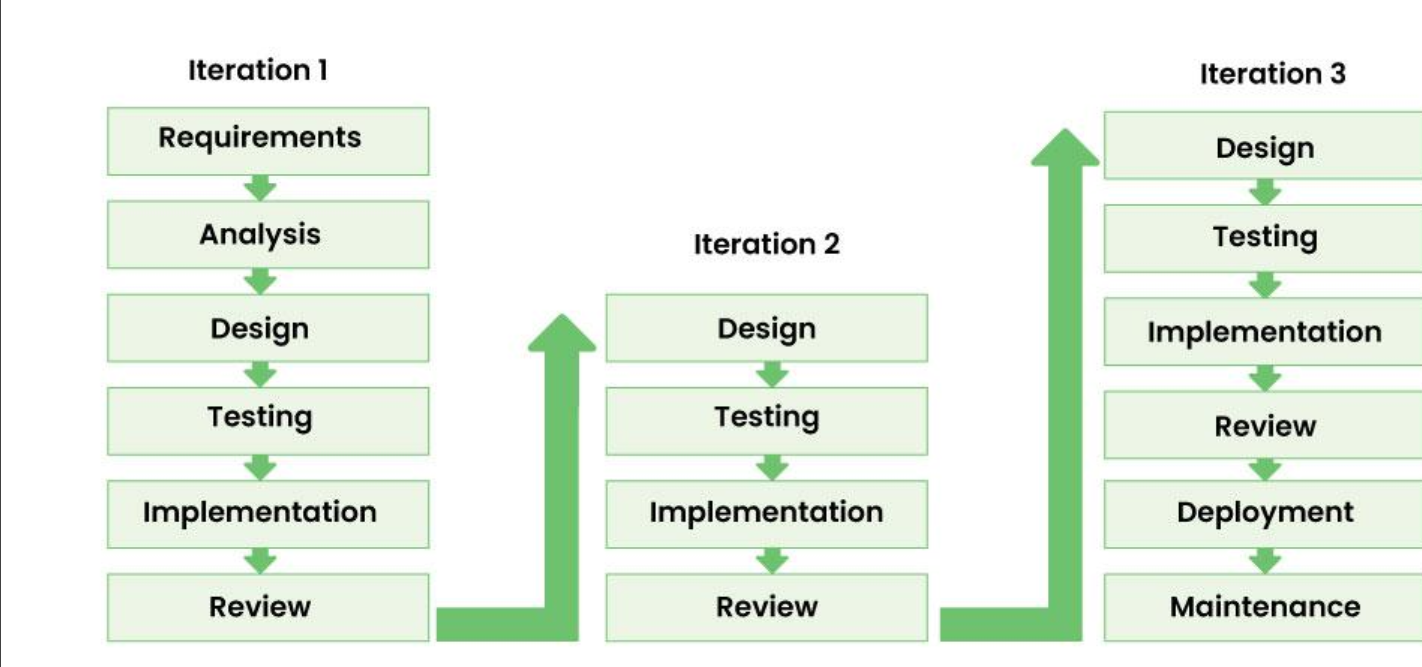 Iteration 1
Requirements
Analysis
Design
Testing
Implementation
Review
Iteration 2
Design
Testing
Implementation
Review
Iteration 3
Design
Testing
Implementation
Review
Deployment
Maintenance